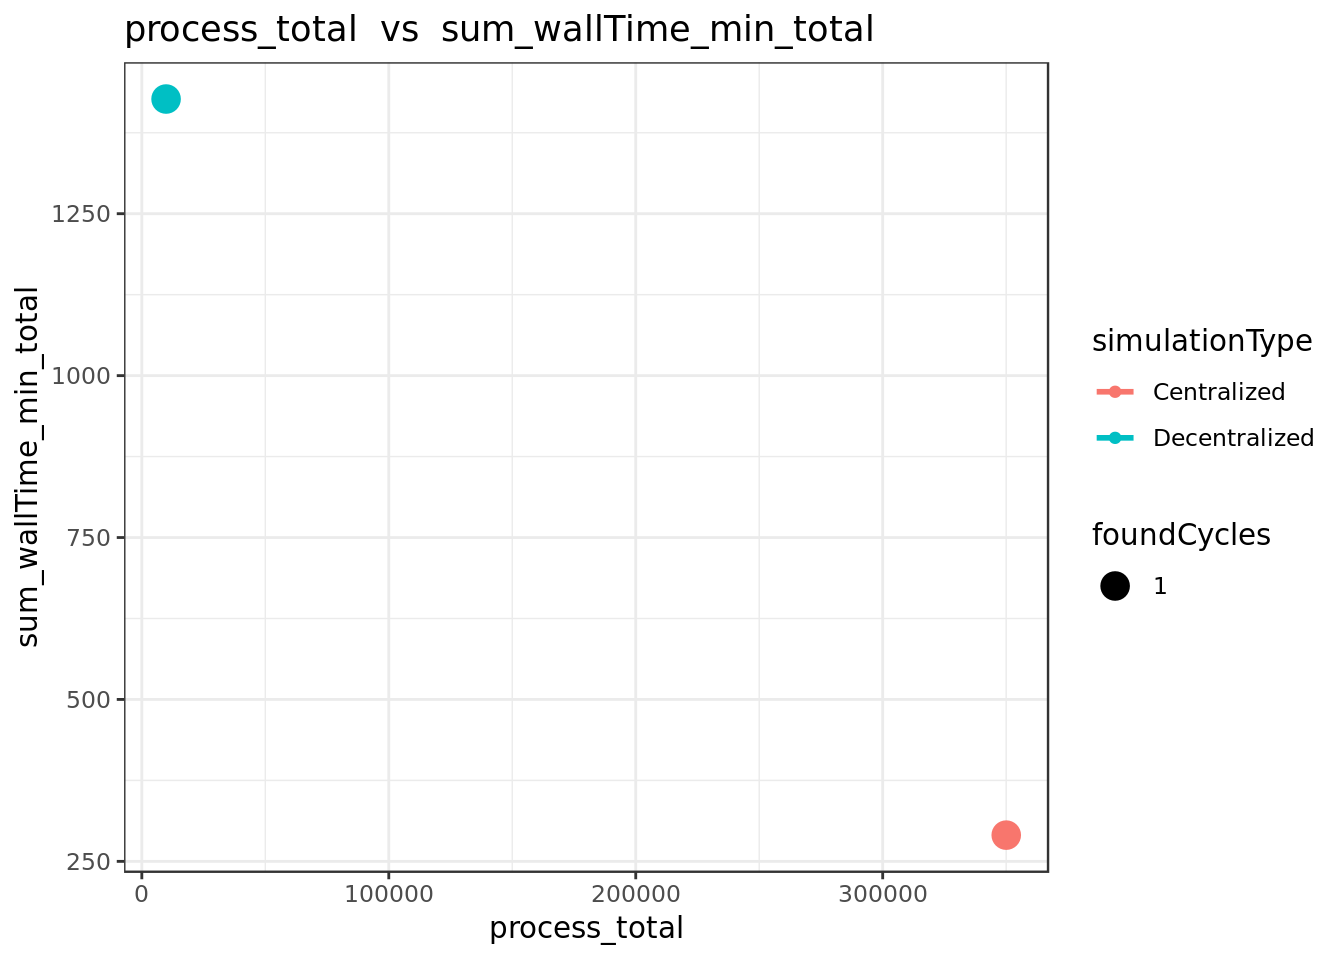 process_total  vs  sum_wallTime_min_total
sum_wallTime_min_total
1250
1000
750
500
250
0
100000
200000
300000
process_total
simulationType
Centralized
Decentralized
foundCycles
1